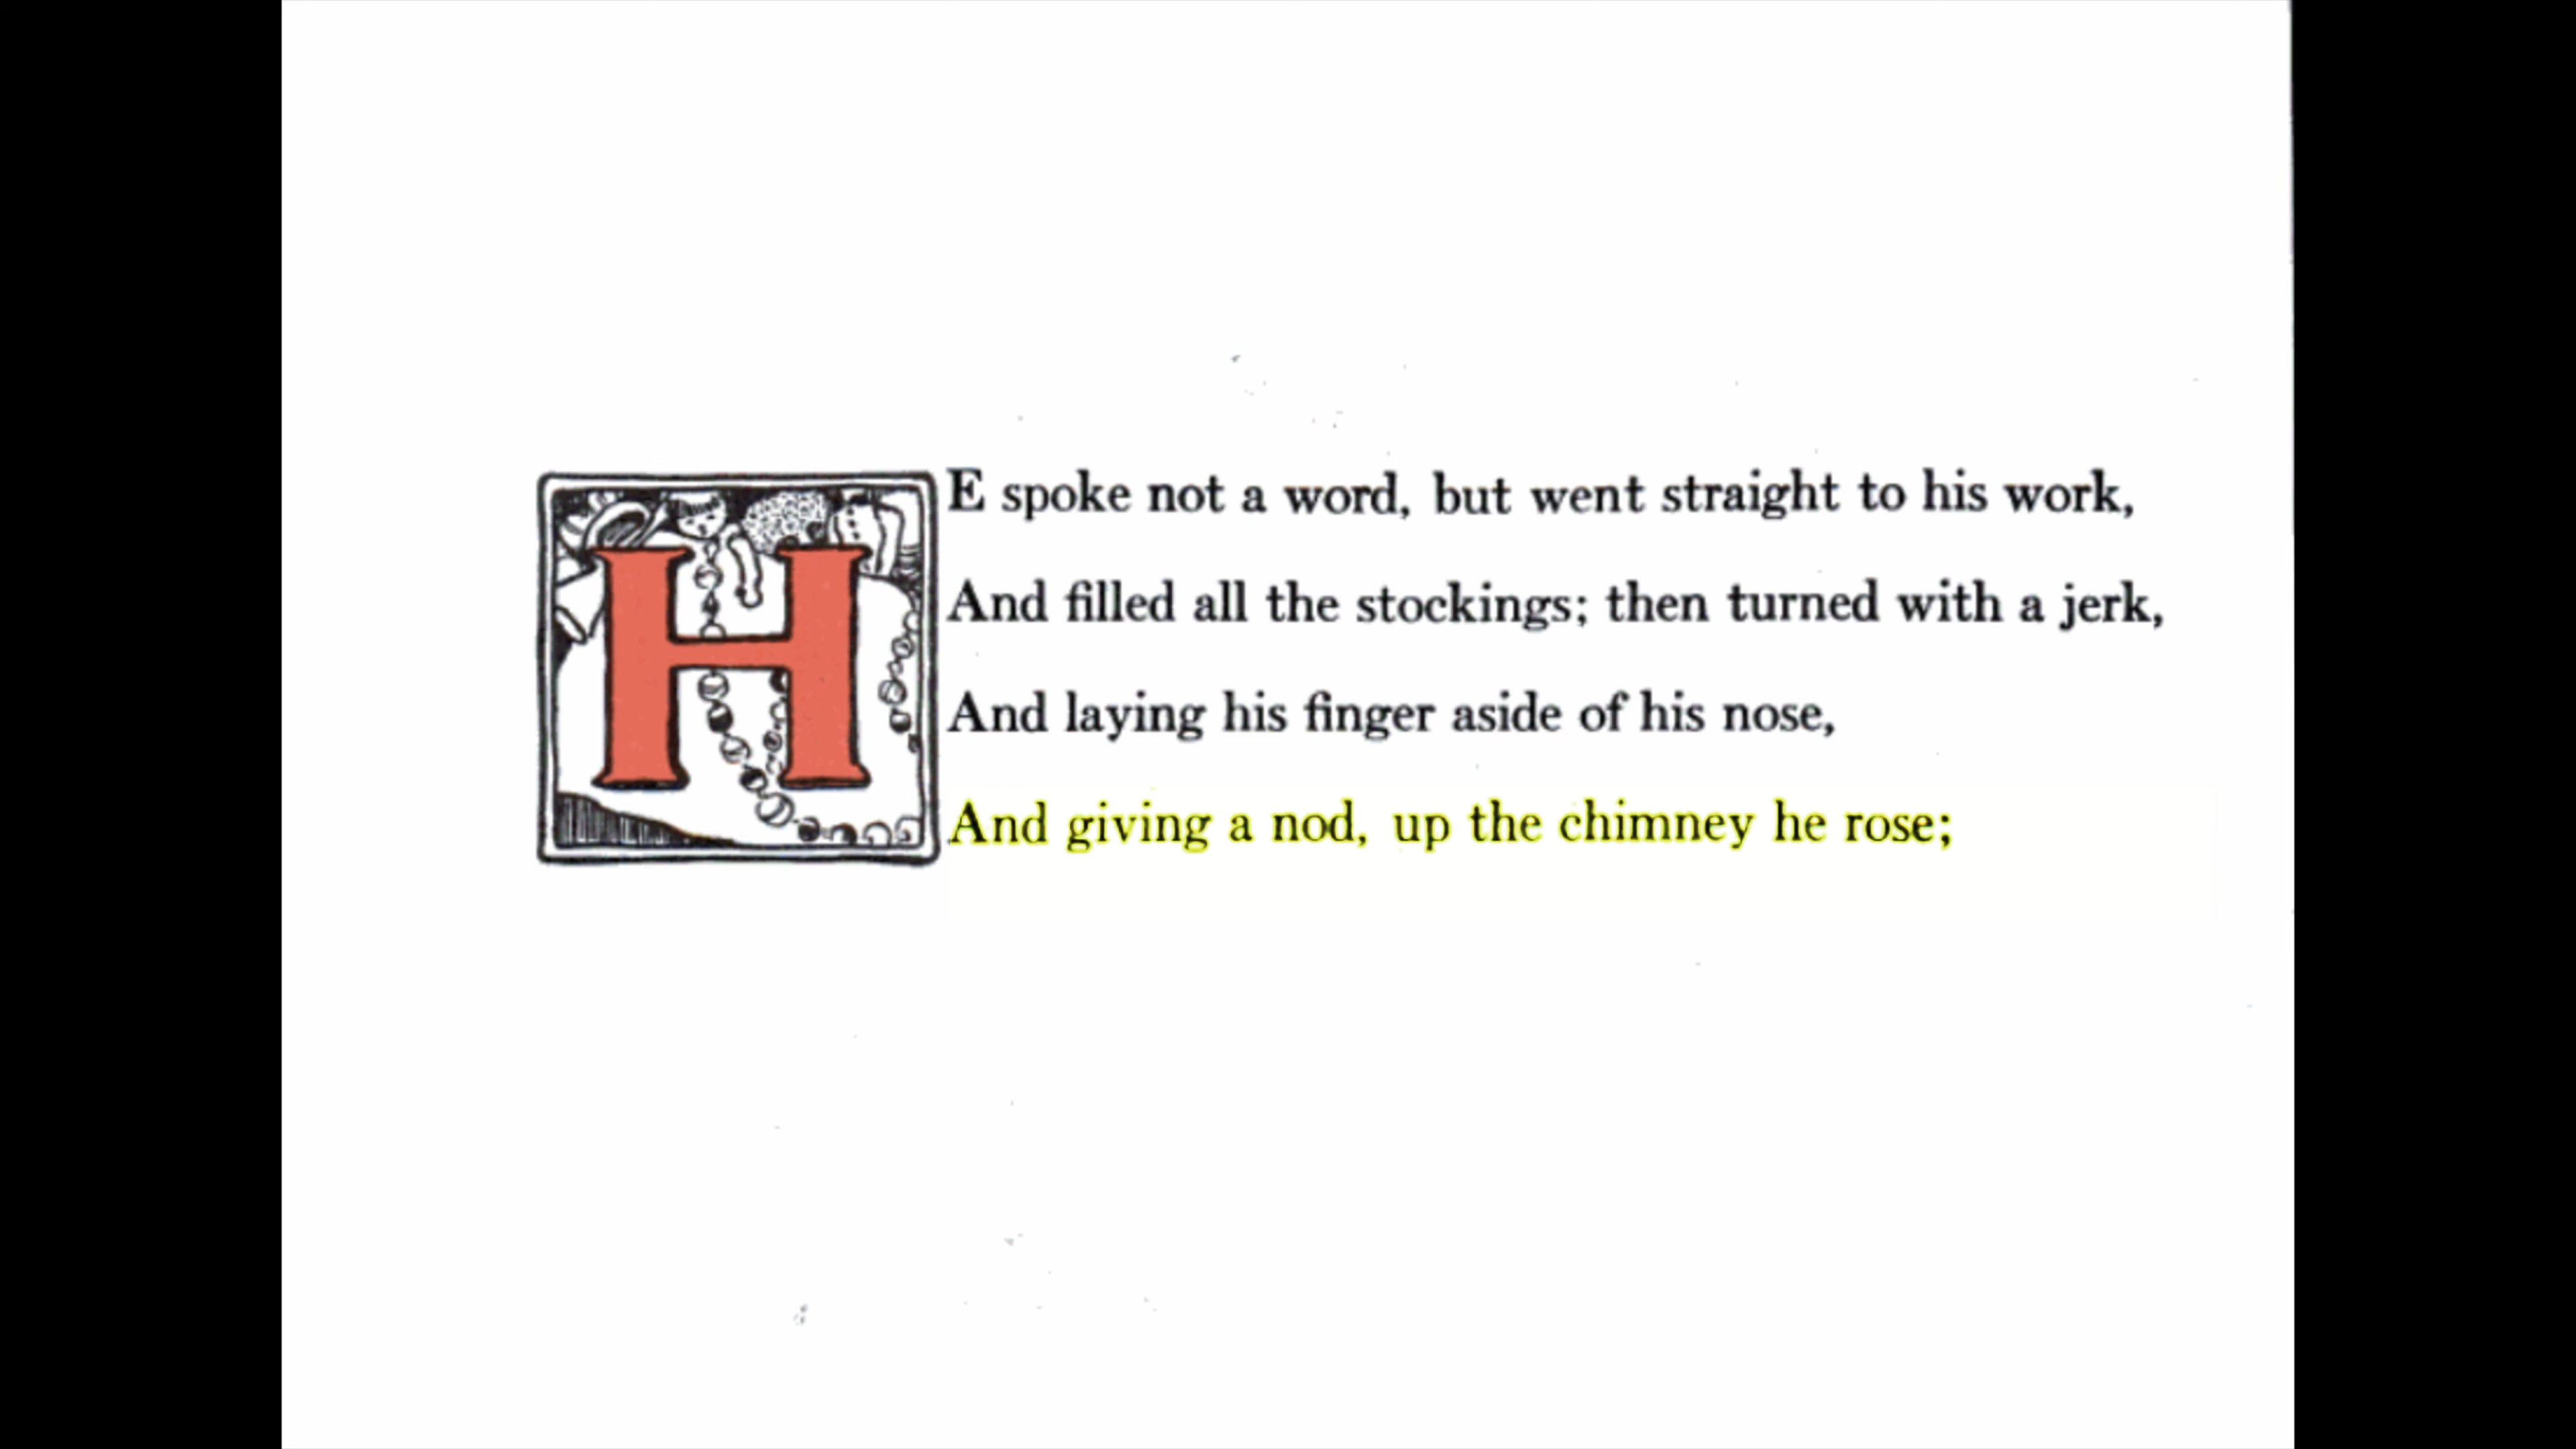 HE spoke not a word, but went straight to his work,
And filled all the stockings; then turned with a jerk,
And laying his finger aside of his nose,
And giving a nod, up the chimney he rose;